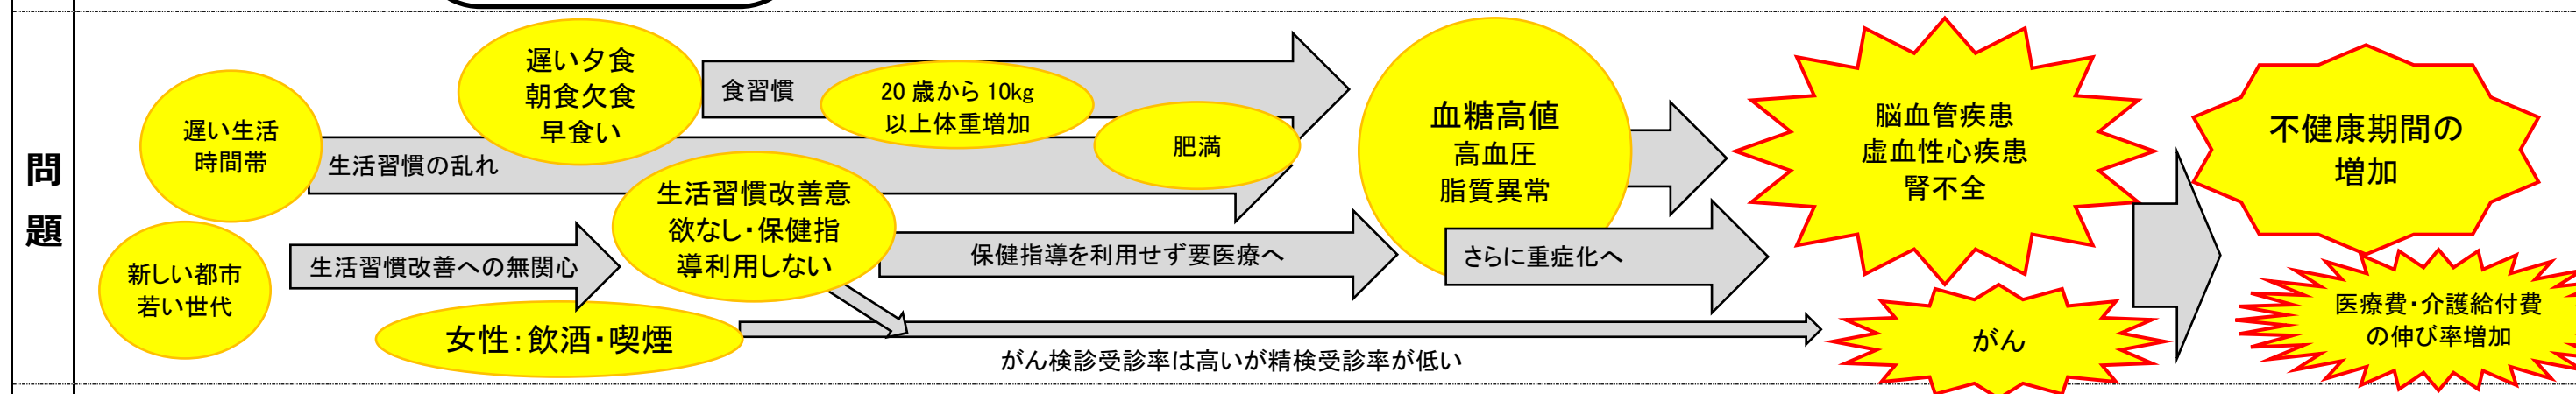 問
題
遅い生活
時間帯
新しい都市
若い世代
遅い夕食
朝食欠食
早食い
食習慣
20 歳から 10kg
以上体重増加
肥満
生活習慣の乱れ
生活習慣改善への無関心
生活習慣改善意
欲なし・保健指
導利用しない
保健指導を利用せず要医療へ
女性：飲酒・喫煙
がん検診受診率は高いが精検受診率が低い
血糖高値
高血圧
脂質異常
さらに重症化へ
脳血管疾患
虚血性心疾患
腎不全
がん
不健康期間の
増加
医療費・介護給付費
の伸び率増加